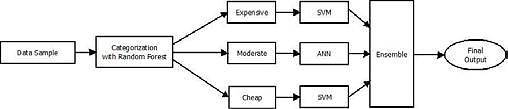 Expensive
SVM
Data Sample
Categorization
with Random Forest
Moderate
ANN
Ensemble
Final
Output
Cheap
SVM